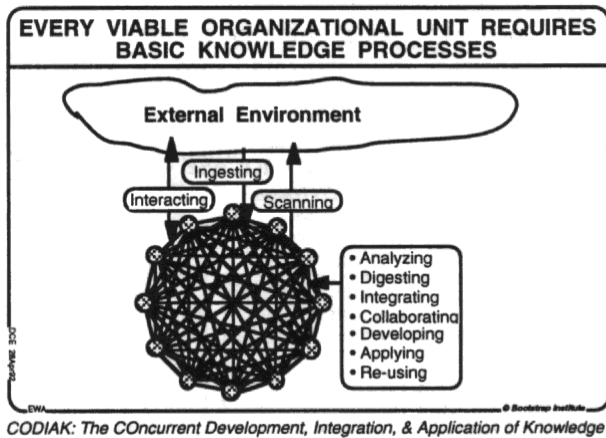 EVERY VIABLE ORGANIZATIONAL UNIT REQUIRES
BASIC KNOWLEDGE PROCESSES
External Environment
Ingesting
Interacting
Scanning
• Analyzing
• Digesting
• Integrating
• Collaborating
• Developing
• Applying
• Re-using
DCE
EWA
© Bootstrap Institute
CODIAK: The COncurrent Development, Integration, & Application of Knowledge